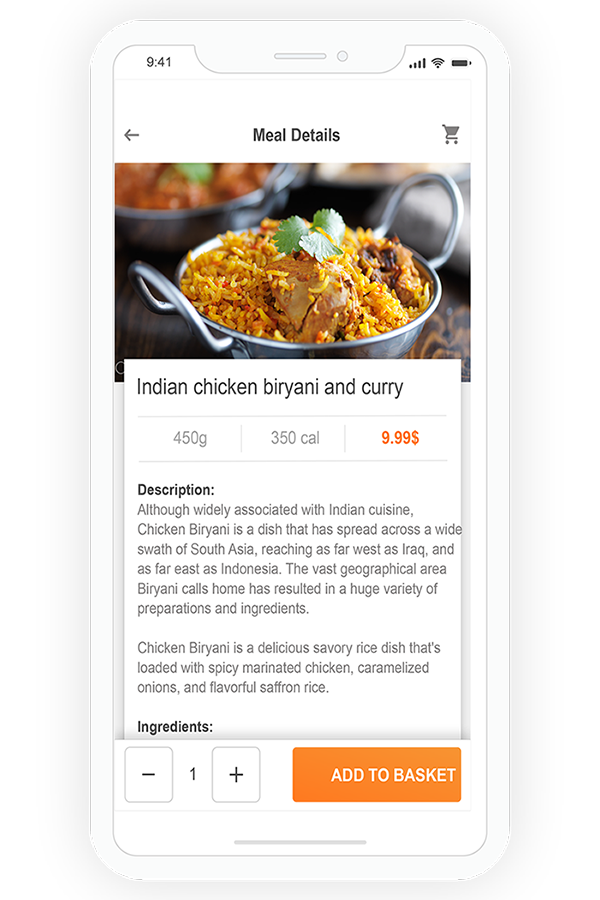 9:41
Meal Details
Indian chicken biryani and curry
450g
350 cal
9.99$
Description:
Although widely associated with Indian cuisine,
Chicken Biryani is a dish that has spread across a wide
swath of South Asia, reaching as far west as Iraq, and
as far east as Indonesia. The vast geographical area
Biryani calls home has resulted in a huge variety of
preparations and ingredients.
Chicken Biryani is a delicious savory rice dish that's
loaded with spicy marinated chicken, caramelized
onions, and flavorful saffron rice.
Ingredients:
− 1 +
ADD TO BASKET